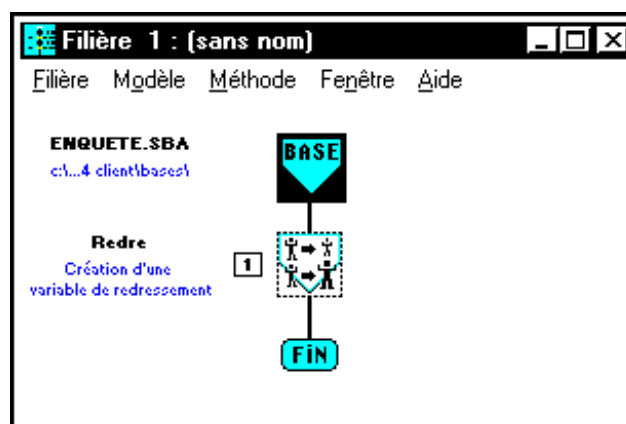 Filière 1 : (sans nom)
Filière Modèle Méthode Fenêtre Aide
ENQUETE.SBA
c:\...4 client\bases\
BASE
Redre
Création d'une
variable de redressement
1
FiN